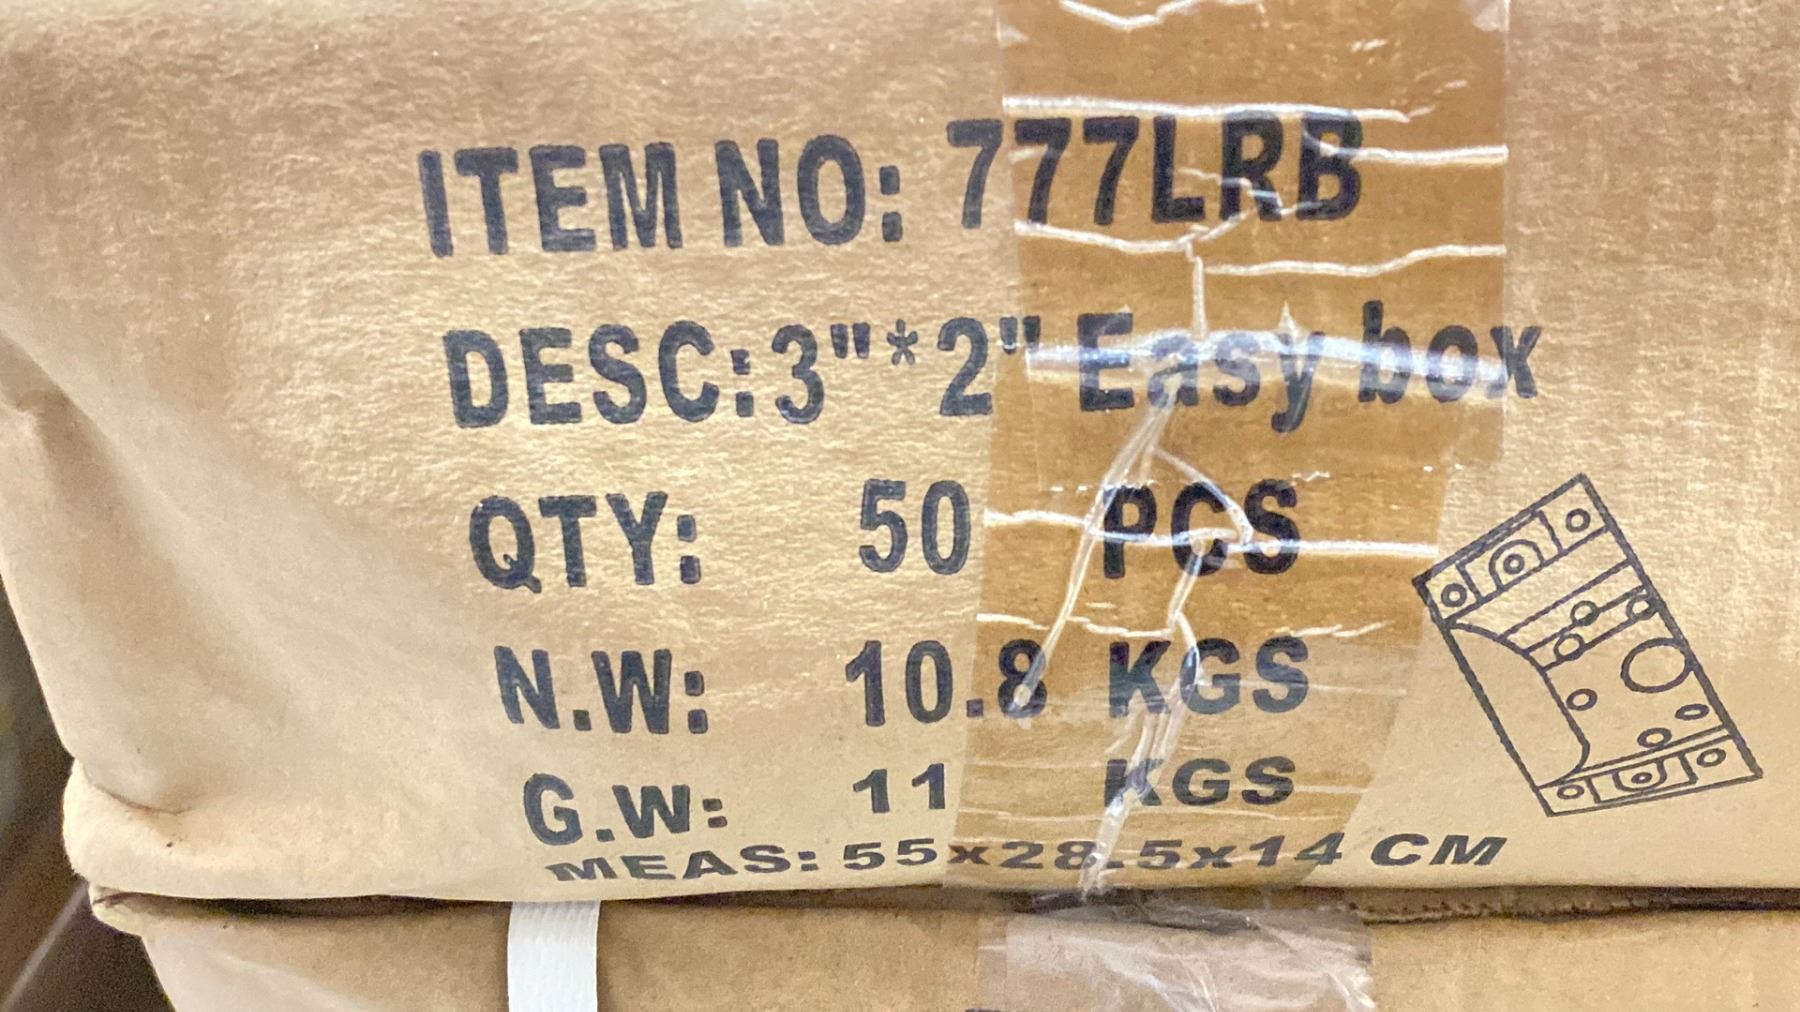 ITEM NO: 777LRB
DESC:3"*2" Easy box
QTY: 50 PCS
N.W: 10.8 KGS
G.W: 11 KGS
MEAS: 55x28.5x14 CM